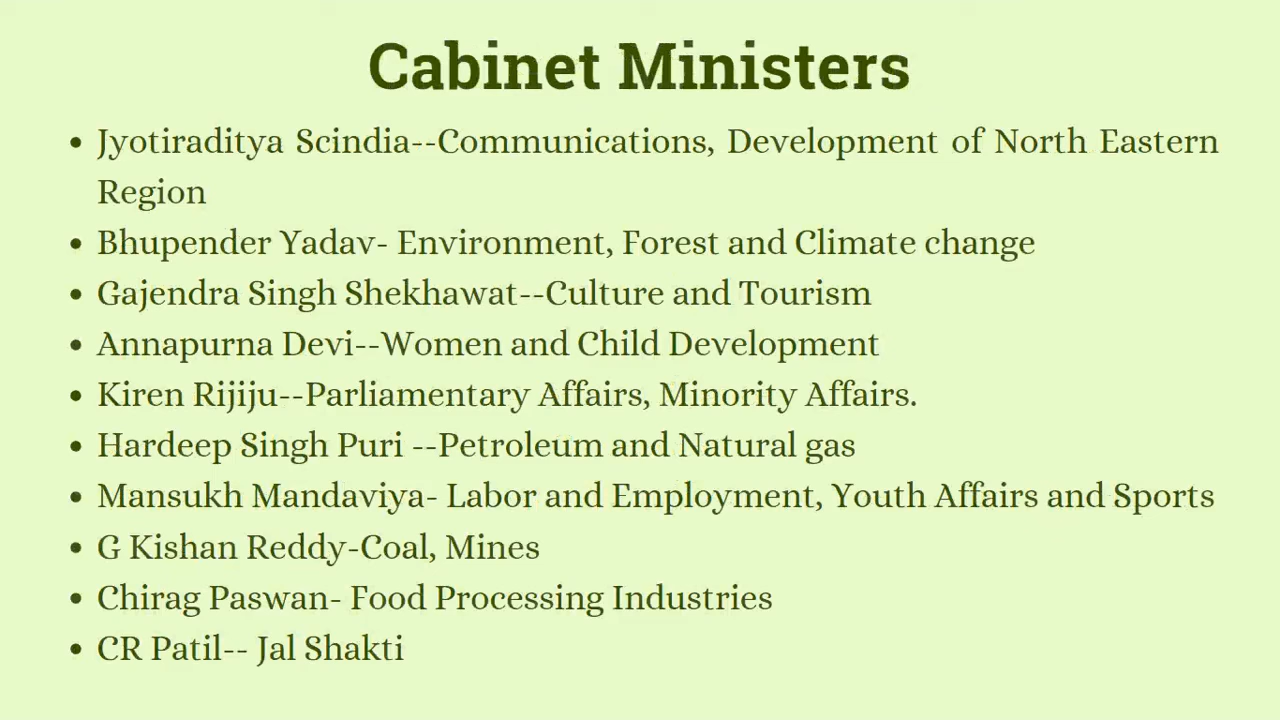 Cabinet Ministers
• Jyotiraditya Scindia--Communications, Development of North Eastern
Region
• Bhupender Yadav- Environment, Forest and Climate change
• Gajendra Singh Shekhawat--Culture and Tourism
• Annapurna Devi--Women and Child Development
• Kiren Rijiju--Parliamentary Affairs, Minority Affairs.
• Hardeep Singh Puri --Petroleum and Natural gas
• Mansukh Mandaviya- Labor and Employment, Youth Affairs and Sports
• G Kishan Reddy-Coal, Mines
• Chirag Paswan- Food Processing Industries
• CR Patil-- Jal Shakti